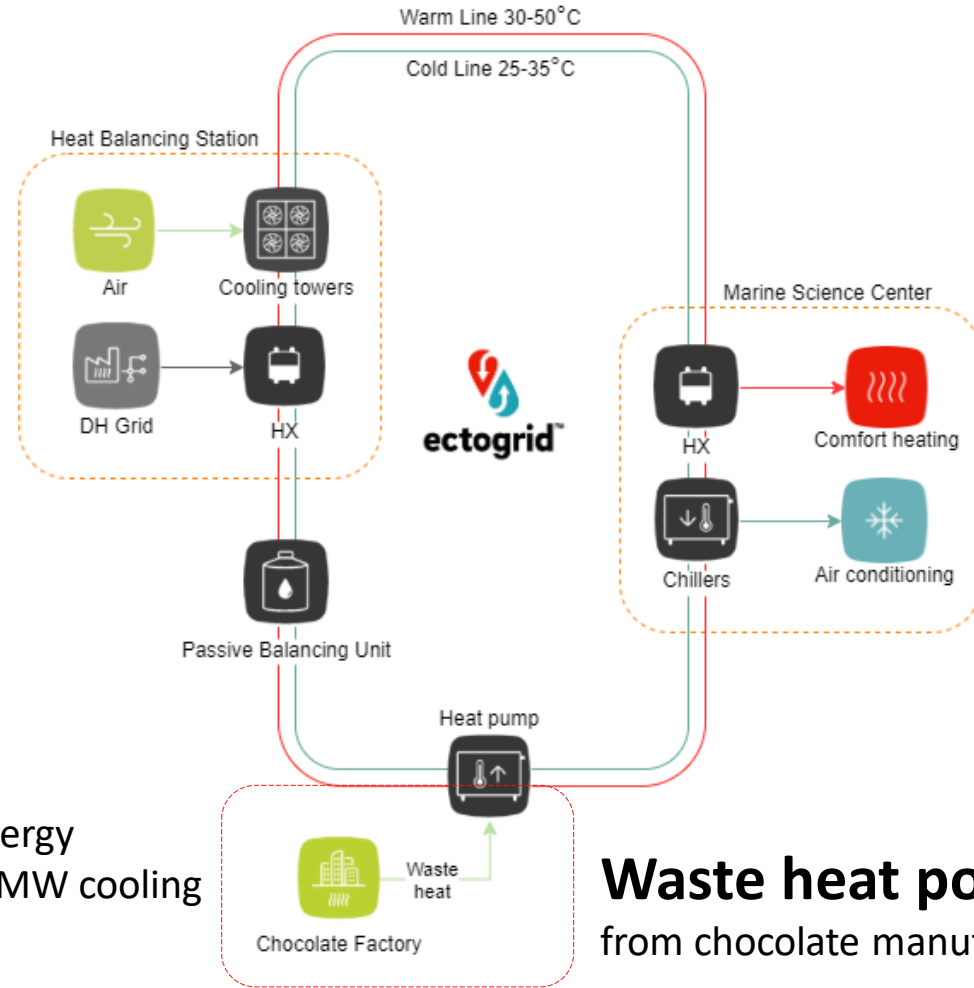 Warm Line 30-50°C
Cold Line 25-35°C
Heat Balancing Station
Air
Cooling towers
DH Grid
HX
ectogrid™
Marine Science Center
HX
Comfort heating
Chillers
Air conditioning
Passive Balancing Unit
Heat pump
Waste
heat
Chocolate Factory
ergy
MW cooling
Waste heat po
from chocolate manu